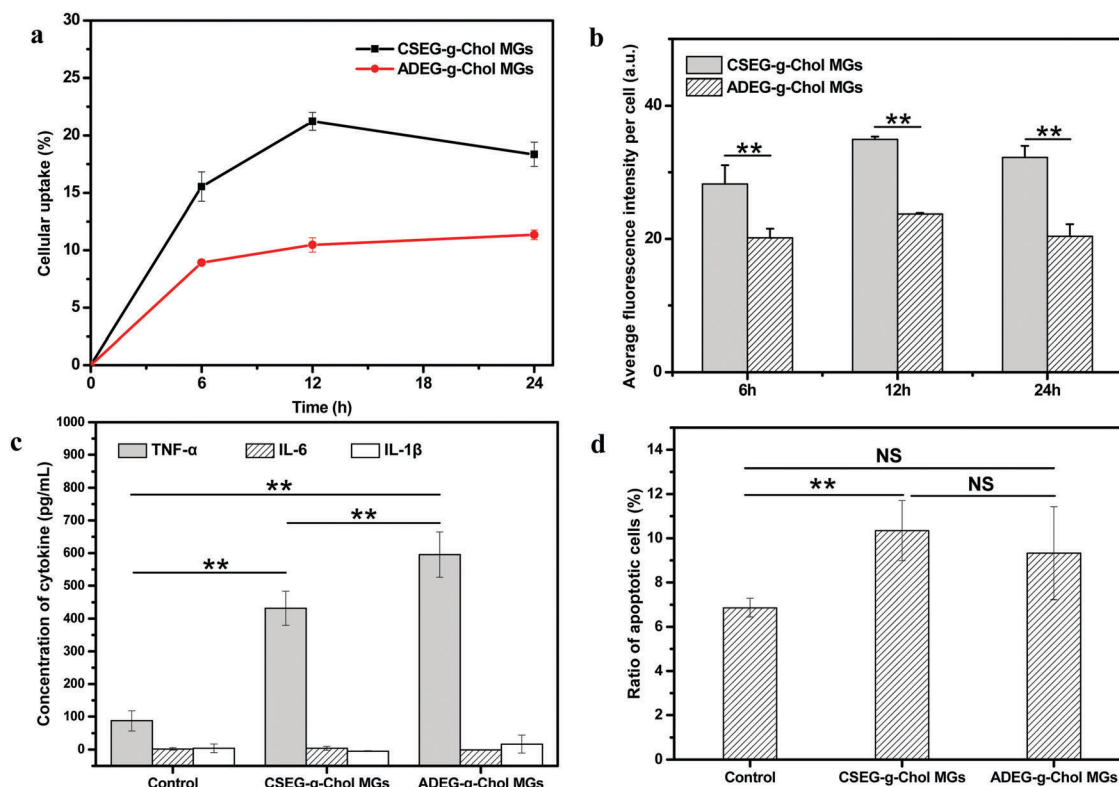 a
30
25
20
15
10
5
0
Cellular uptake (%)
CSEG-g-Chol MGs
ADEG-g-Chol MGs
0 6 12 18 24
Time (h)
b
40
20
0
Average fluorescence intensity per cell (a.u.)
CSEG-g-Chol MGs
ADEG-g-Chol MGs
** ** **
6h 12h 24h
c
1000
900
800
700
600
500
400
300
200
100
0
Concentration of cytokine (pg/mL)
TNF-α IL-6 IL-1β
**
**
**
Control CSEG-g-Chol MGs ADEG-g-Chol MGs
d
14
12
10
8
6
4
2
0
Ratio of apoptotic cells (%)
NS
** NS
Control CSEG-g-Chol MGs ADEG-g-Chol MGs